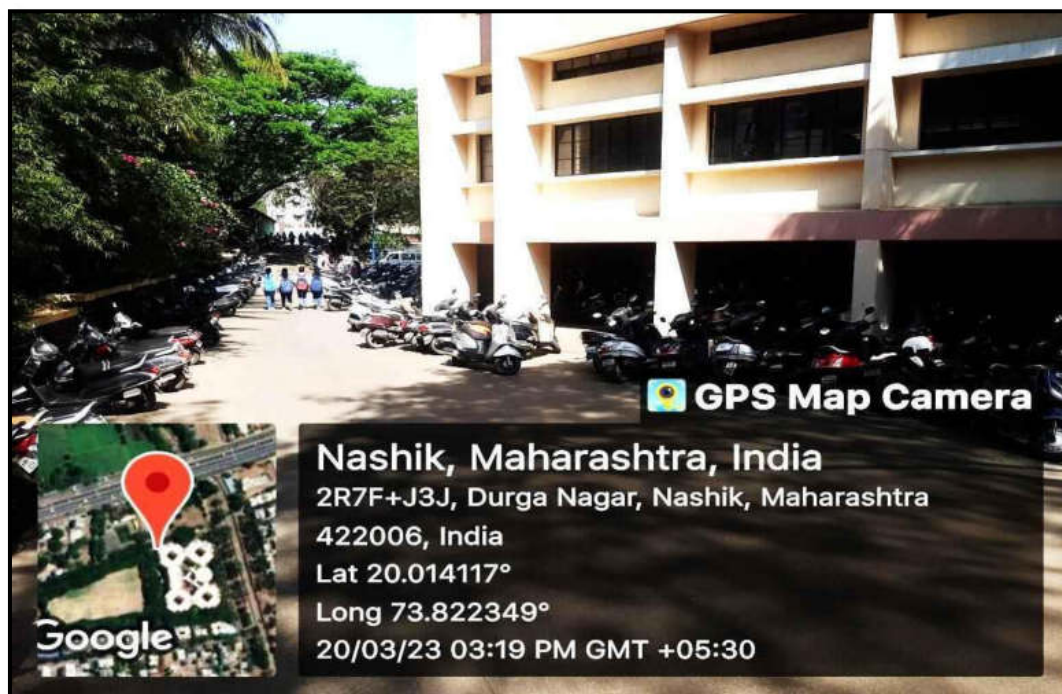 GPS Map Camera
Nashik, Maharashtra, India
2R7F+J3J, Durga Nagar, Nashik, Maharashtra
422006, India
Lat 20.014117°
Long 73.822349°
20/03/23 03:19 PM GMT +05:30
Google